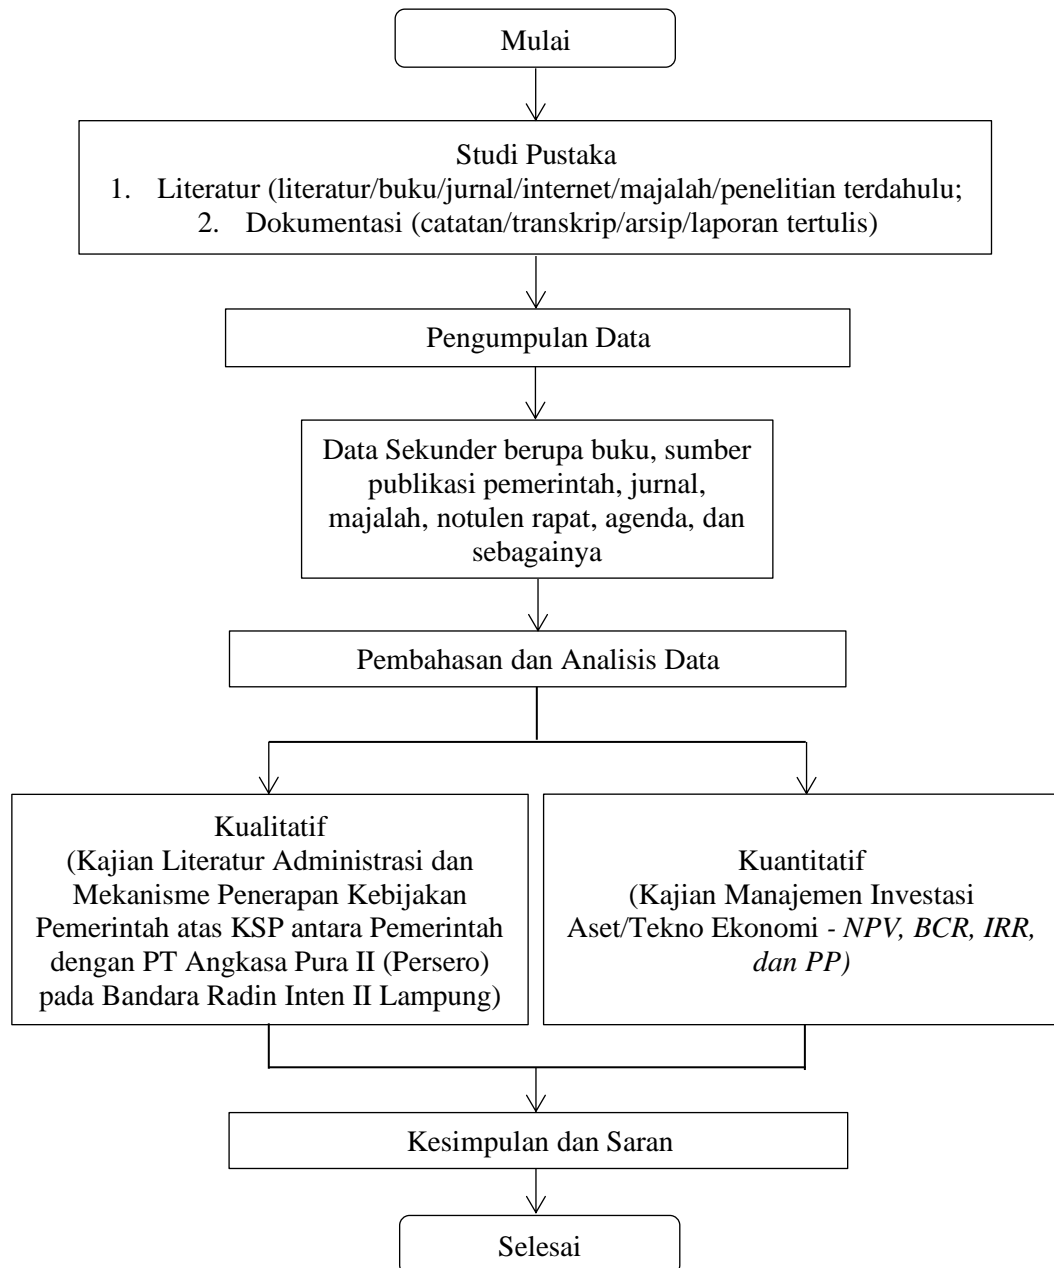 Mulai
Studi Pustaka
1. Literatur (literatur/buku/jurnal/internet/majalah/penelitian terdahulu;
2. Dokumentasi (catatan/transkrip/arsip/laporan tertulis)
Pengumpulan Data
Data Sekunder berupa buku, sumber
publikasi pemerintah, jurnal,
majalah, notulen rapat, agenda, dan
sebagainya
Pembahasan dan Analisis Data
Kualitatif
(Kajian Literatur Administrasi dan
Mekanisme Penerapan Kebijakan
Pemerintah atas KSP antara Pemerintah
dengan PT Angkasa Pura II (Persero)
pada Bandara Radin Inten II Lampung)
Kuantitatif
(Kajian Manajemen Investasi
Aset/Tekno Ekonomi - NPV, BCR, IRR,
dan PP)
Kesimpulan dan Saran
Selesai